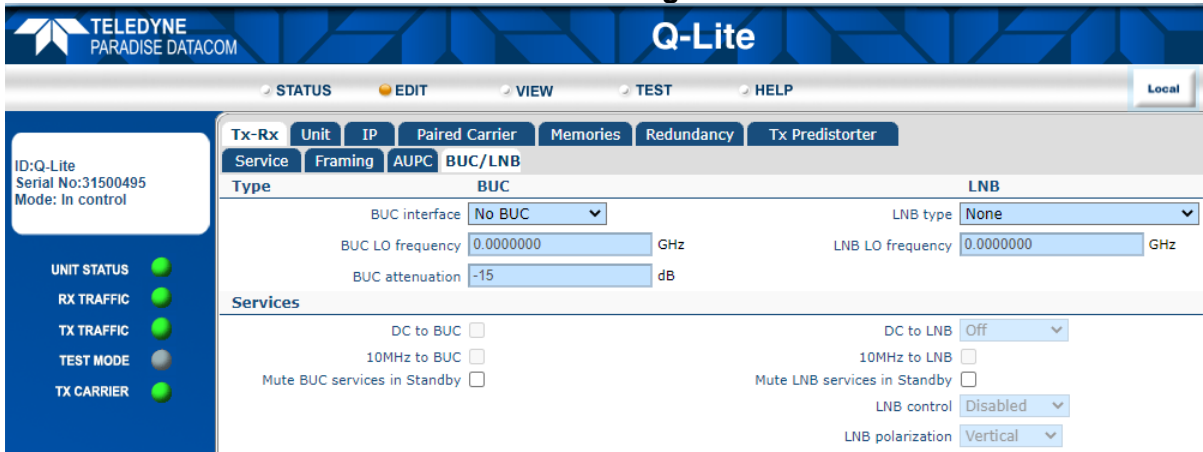 TELEDYNE
PARADISE DATACOM
Q-Lite
STATUS EDIT VIEW TEST HELP Local
Tx-Rx Unit IP Paired Carrier Memories Redundancy Tx Predistorter
Service Framing AUPC BUC/LNB
ID:Q-Lite
Serial No:31500495
Mode: In control
UNIT STATUS
RX TRAFFIC
TX TRAFFIC
TEST MODE
TX CARRIER
Type BUC LNB
BUC interface No BUC LNB type None
BUC LO frequency 0.0000000 GHz LNB LO frequency 0.0000000 GHz
BUC attenuation -15 dB
Services
DC to BUC DC to LNB Off
10MHz to BUC 10MHz to LNB
Mute BUC services in Standby Mute LNB services in Standby
LNB control Disabled
LNB polarization Vertical